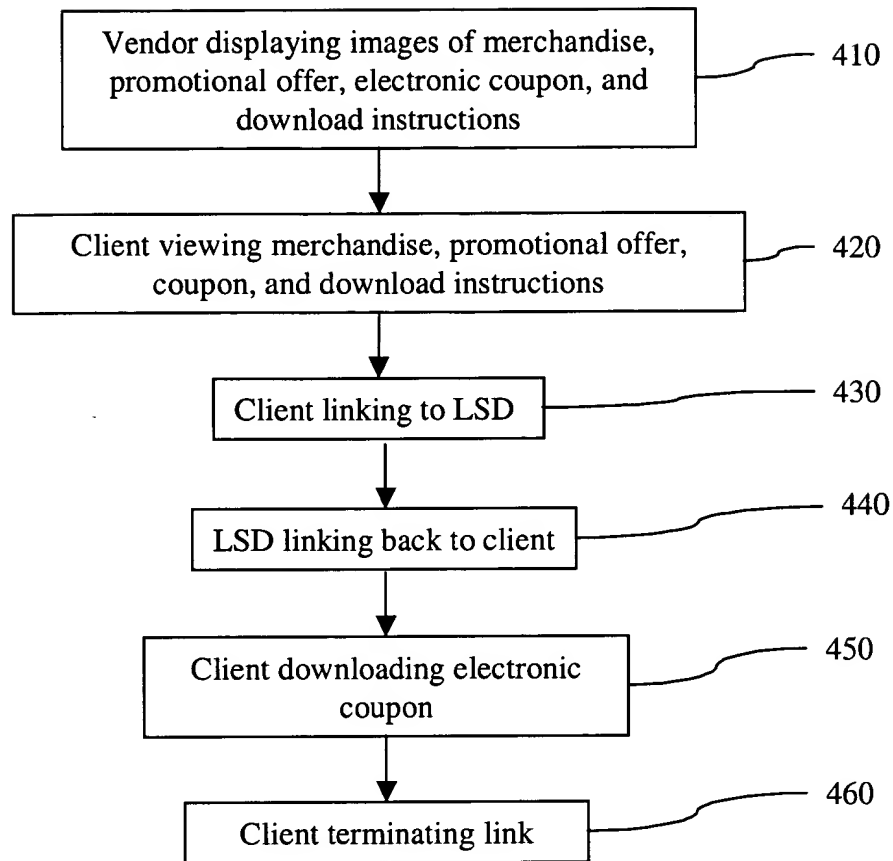 Vendor displaying images of merchandise,
promotional offer, electronic coupon, and
download instructions
410
Client viewing merchandise, promotional offer,
coupon, and download instructions
420
Client linking to LSD
430
LSD linking back to client
440
Client downloading electronic
coupon
450
Client terminating link
460